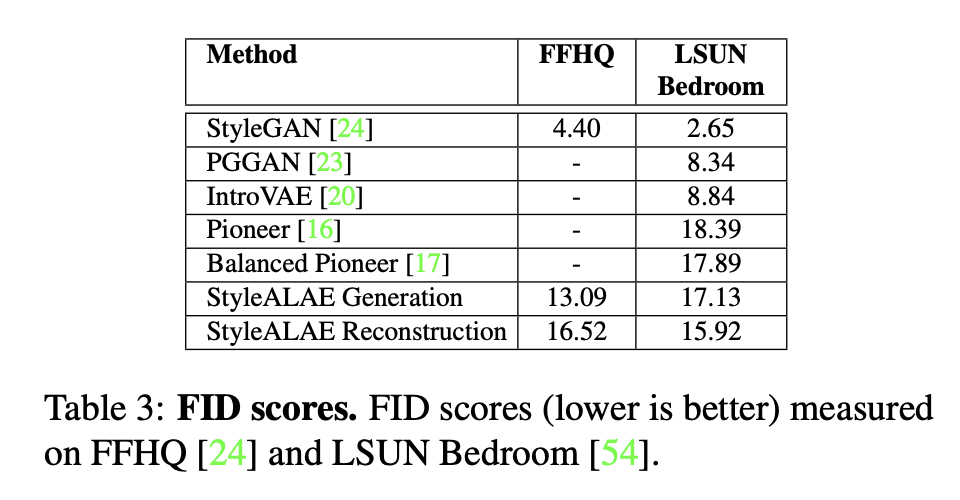 Method FFHQ LSUN
Bedroom
StyleGAN [24] 4.40 2.65
PGGAN [23] - 8.34
IntroVAE [20] - 8.84
Pioneer [16] - 18.39
Balanced Pioneer [17] - 17.89
StyleALAE Generation 13.09 17.13
StyleALAE Reconstruction 16.52 15.92
Table 3: FID scores. FID scores (lower is better) measured
on FFHQ [24] and LSUN Bedroom [54].